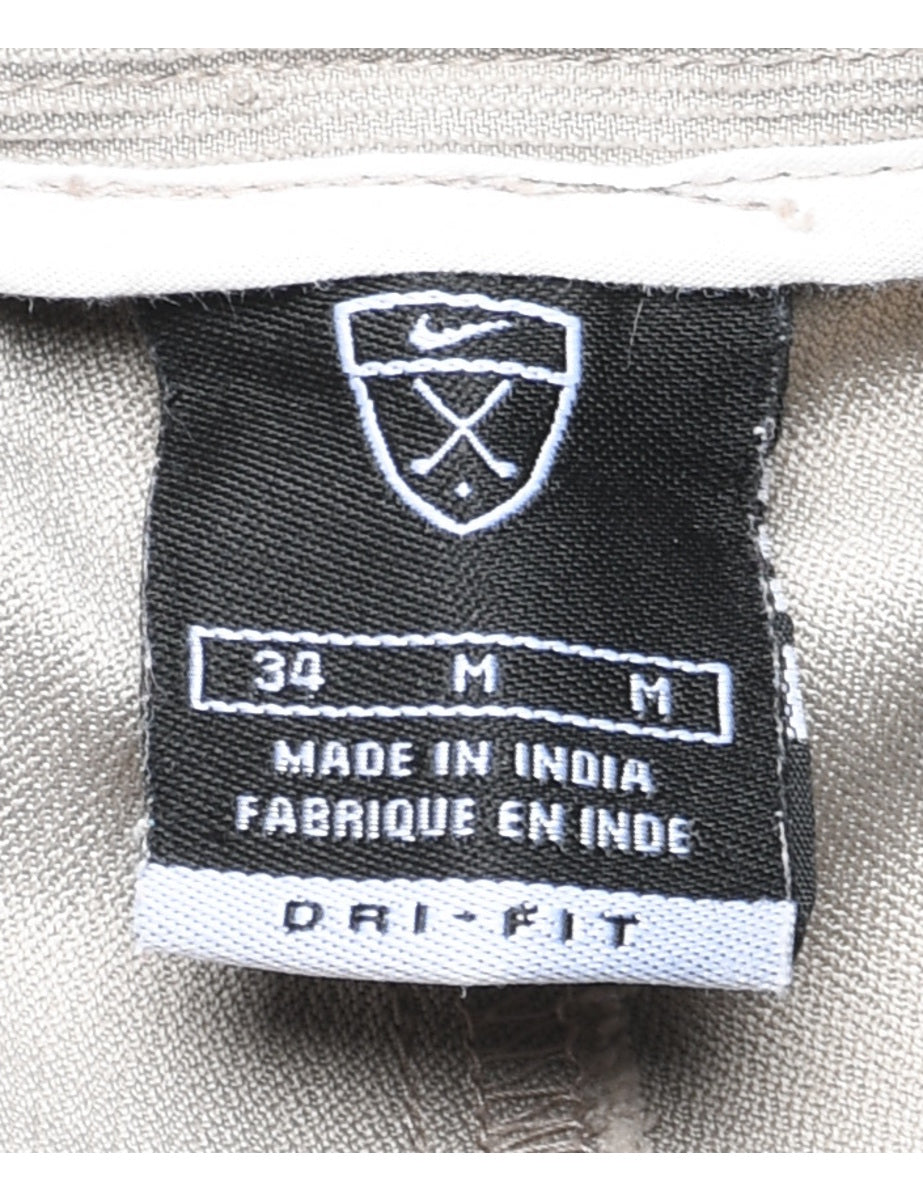 34 M M
MADE IN INDIA
FABRIQUE EN INDE
DRI-FIT